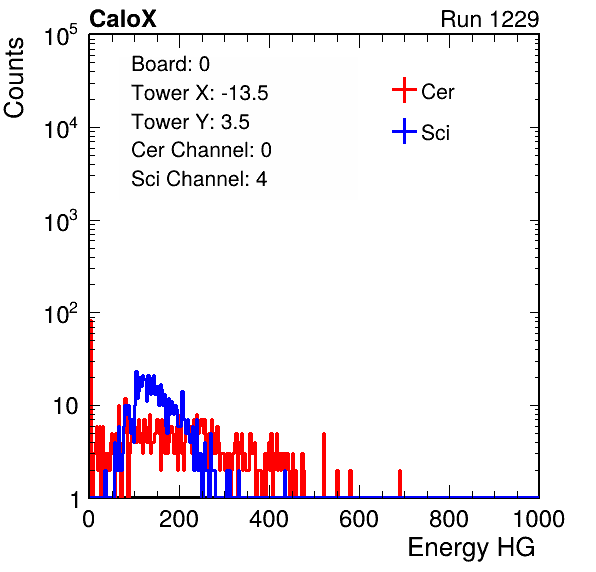 CaloX Run 1229
Board: 0
Tower X: -13.5
Tower Y: 3.5
Cer Channel: 0
Sci Channel: 4
Cer
Sci
Counts
10^5
10^4
10^3
10^2
10
1
0 200 400 600 800 1000
Energy HG